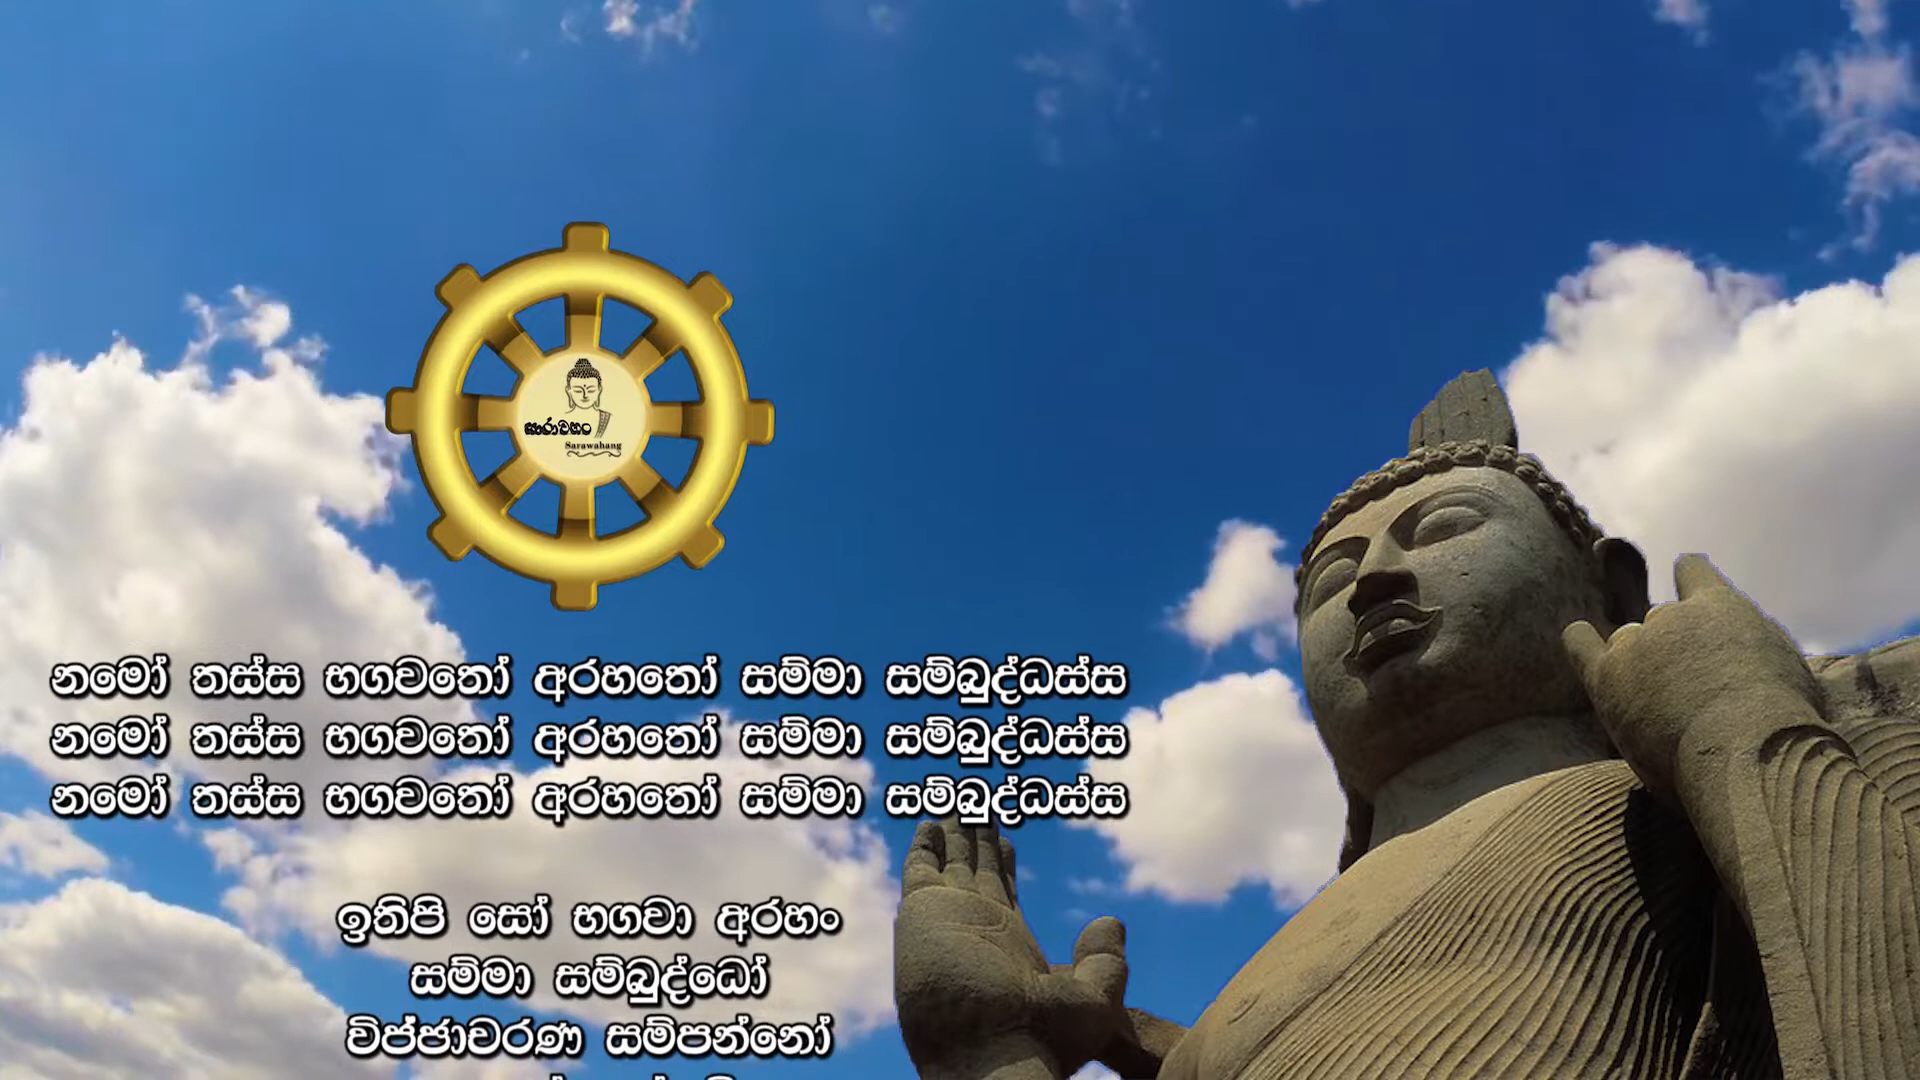 සාරාවහං
Sarawahang
නමෝ තස්ස භගවතෝ අරහතෝ සම්මා සම්බුද්ධස්ස
නමෝ තස්ස භගවතෝ අරහතෝ සම්මා සම්බුද්ධස්ස
නමෝ තස්ස භගවතෝ අරහතෝ සම්මා සම්බුද්ධස්ස
ඉතිපි සෝ භගවා අරහං
සම්මා සම්බුද්ධෝ
විජ්ජාචරණ සම්පන්නෝ